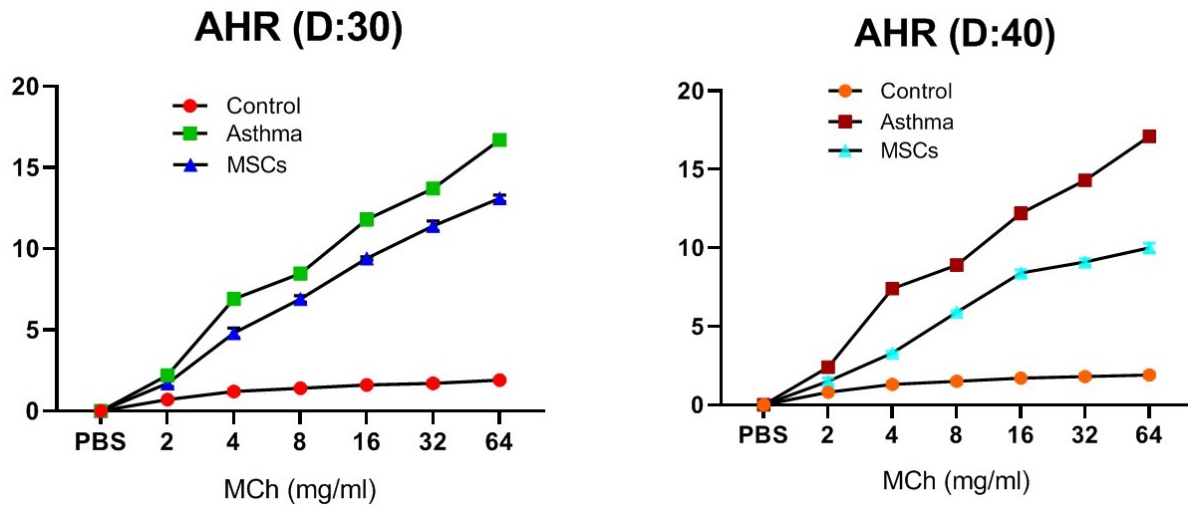 AHR (D:30)
20
15
10
5
0
Control
Asthma
MSCs
PBS 2 4 8 16 32 64
MCh (mg/ml)
AHR (D:40)
20
15
10
5
0
Control
Asthma
MSCs
PBS 2 4 8 16 32 64
MCh (mg/ml)